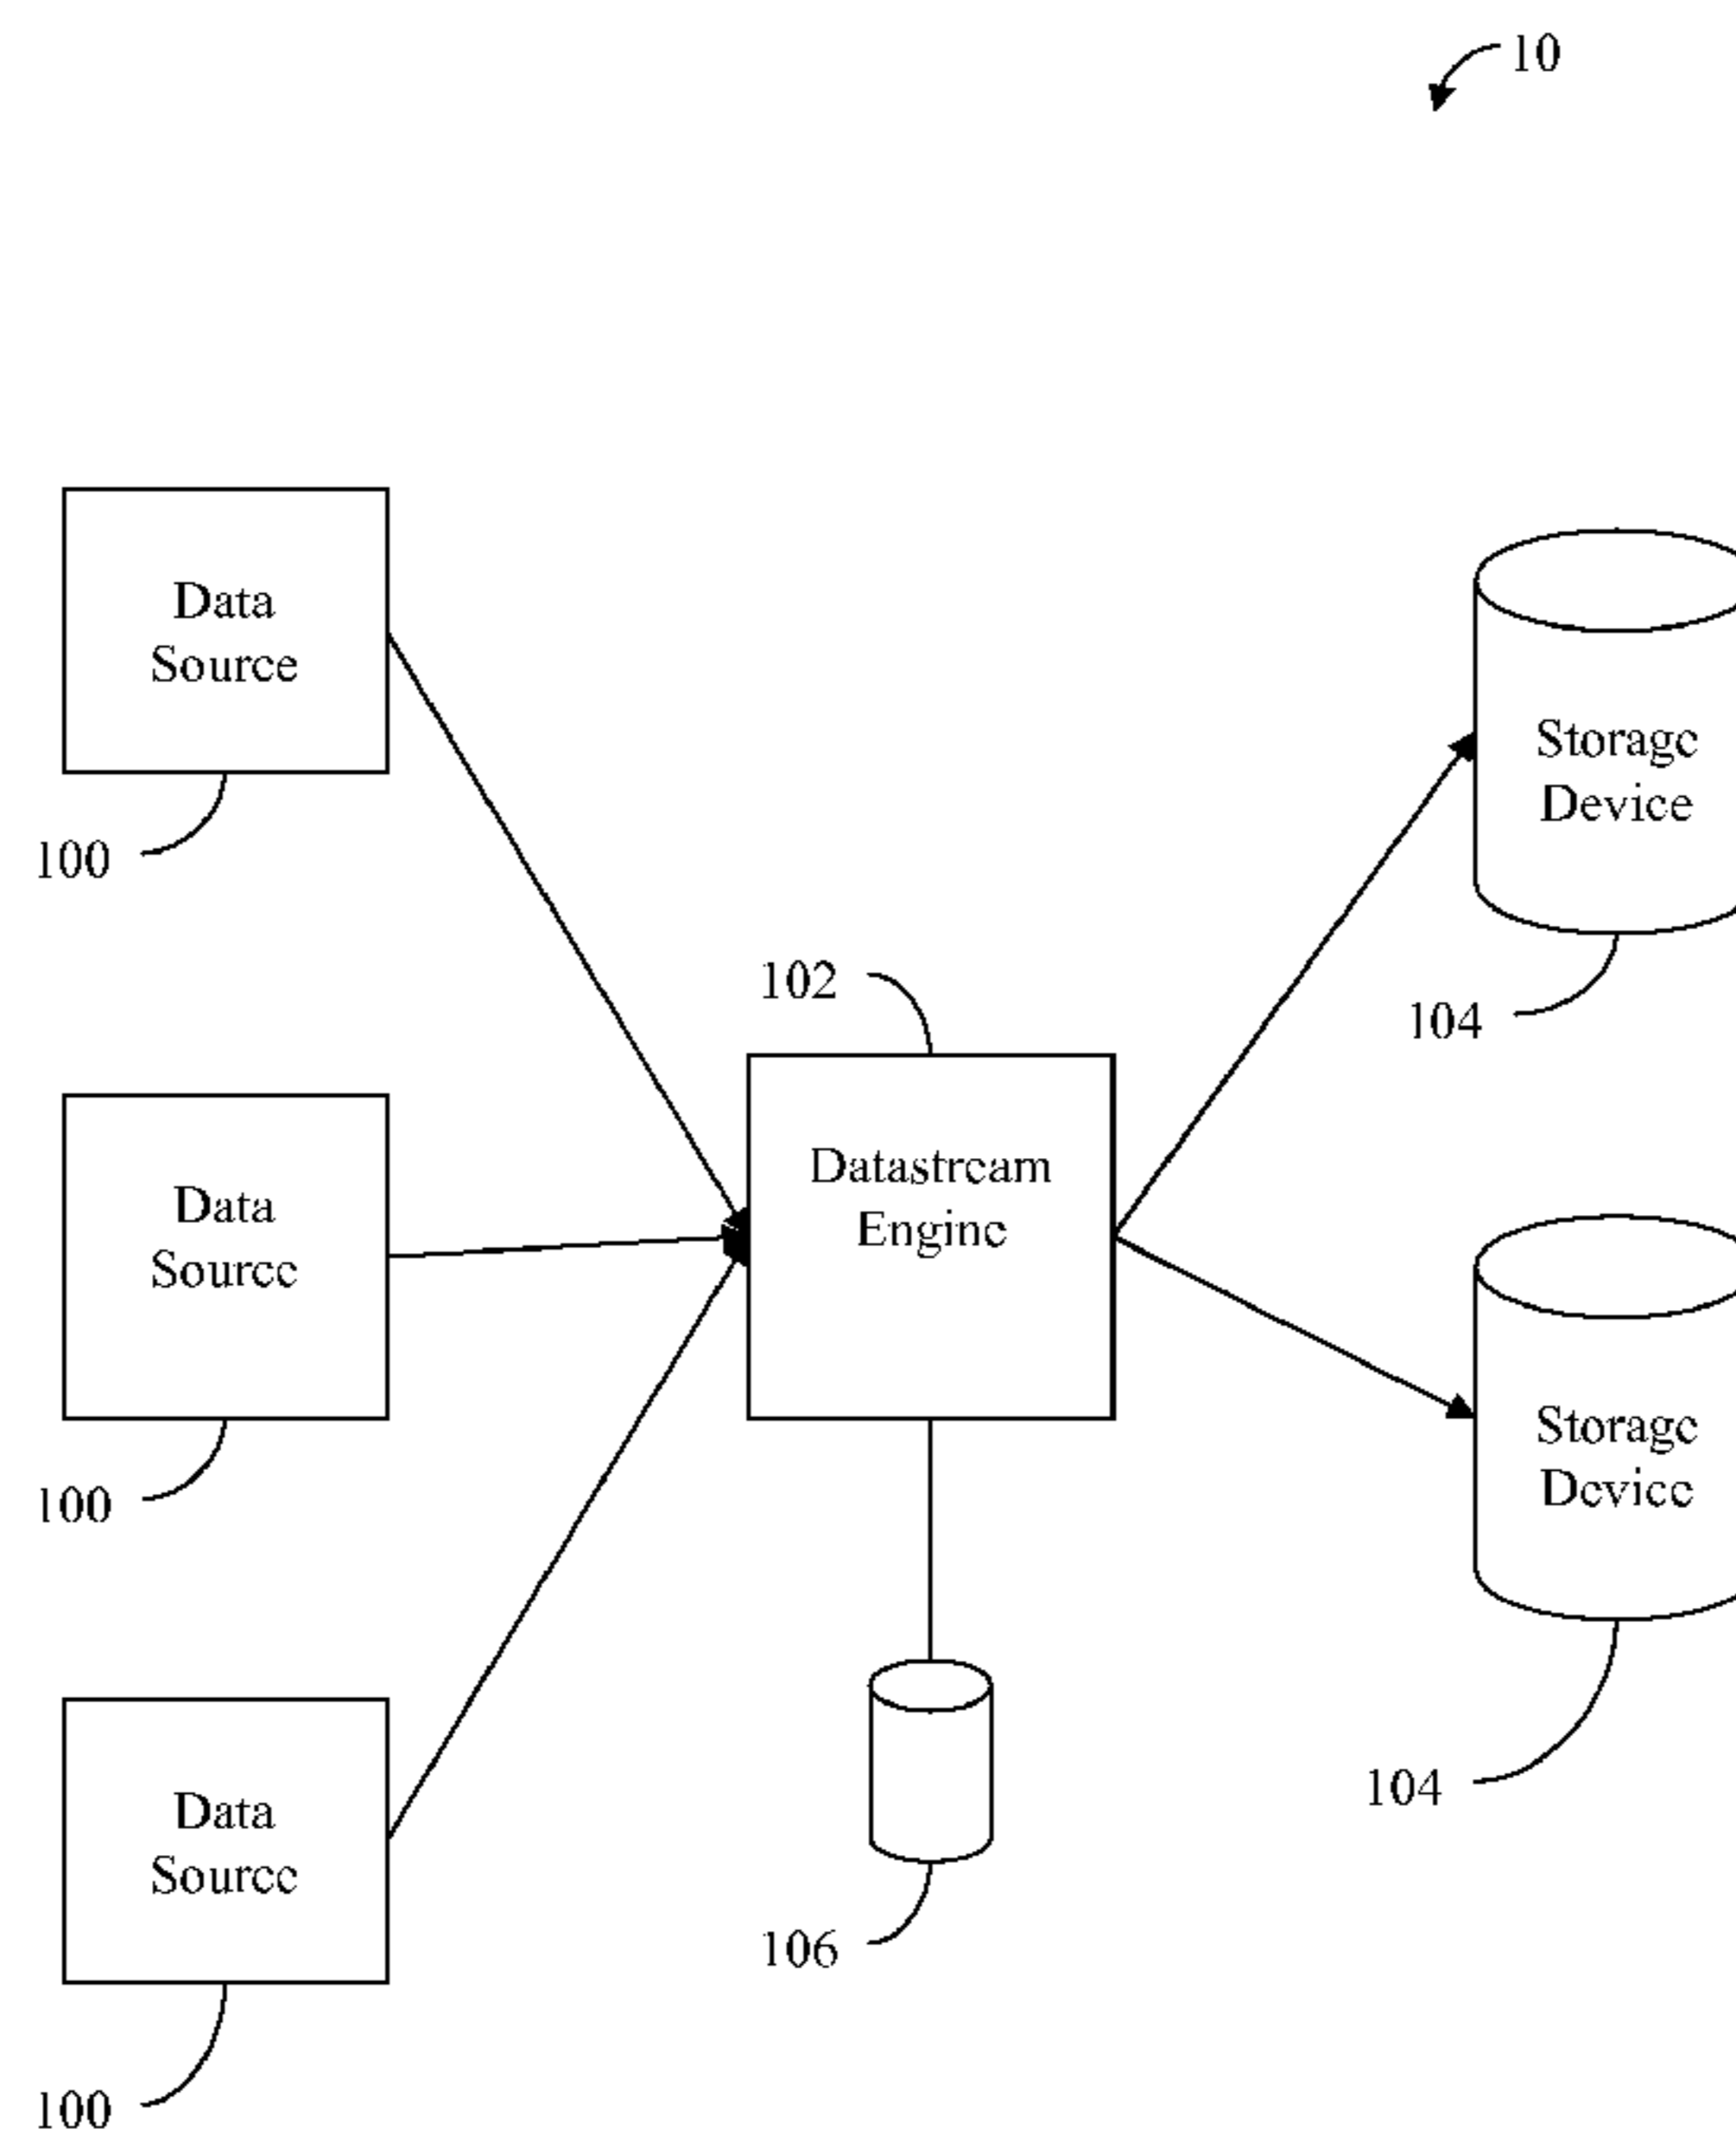 10
Data
Source
100
Storage
Device
104
102
Datastream
Engine
Data
Source
100
Storage
Device
104
106
Data
Source
100